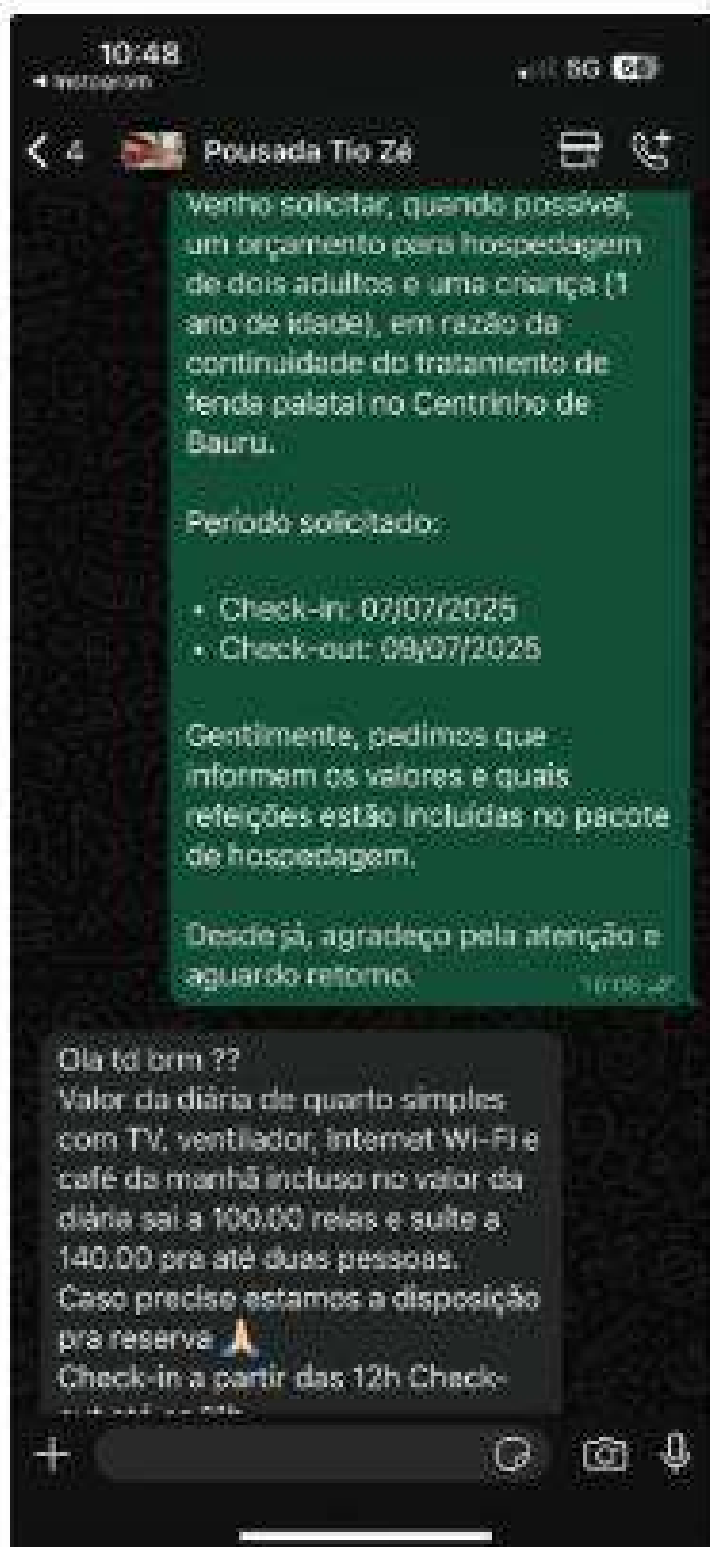 10:48
Instagram
5G
4
Pousada Tio Zé
Venho solicitar, quando possível,
um orçamento para hospedagem
de dois adultos e uma criança (1
ano de idade), em razão da
continuidade do tratamento de
fenda palatal no Centrinho de
Bauru.
Período solicitado:
• Check-in: 07/07/2025
• Check-out: 09/07/2025
Gentilmente, pedimos que
informem os valores e quais
refeições estão incluídas no pacote
de hospedagem.
Desde já, agradeço pela atenção e
aguardo retorno.
Ola td brm ??
Valor da diária de quarto simples
com TV, ventilador, internet Wi-Fi e
café da manhã incluso no valor da
diária sai a 100.00 reias e suíte a
140.00 pra até duas pessoas.
Caso precise estamos a disposição
pra reserva 🙏
Check-in a partir das 12h Check-